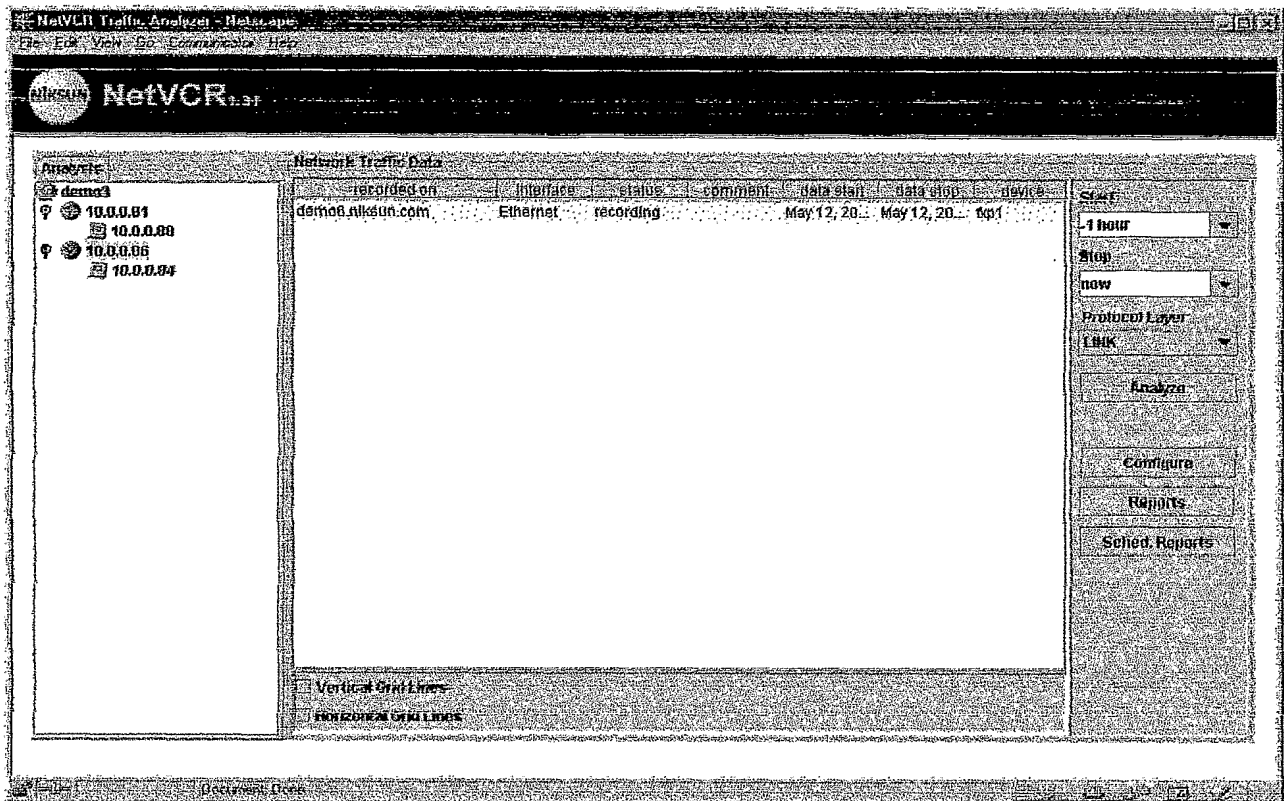 NetVCR Traffic Analyzer - Netscape
File Edit View Go Communicator Help
NIKSUN NetVCR
Analysis
demo3
10.0.0.81
10.0.0.80
10.0.0.86
10.0.0.84
Network Traffic Data
recorded on interface status comment data start data stop device
demo6.niksun.com Ethernet recording May 12, 20... May 12, 20... fxp1
Vertical Grid Lines
Horizontal Grid Lines
Start
-1 hour
Stop
now
Protocol Layer
LINK
Analyze
Configure
Reports
Sched. Reports
Document: Done